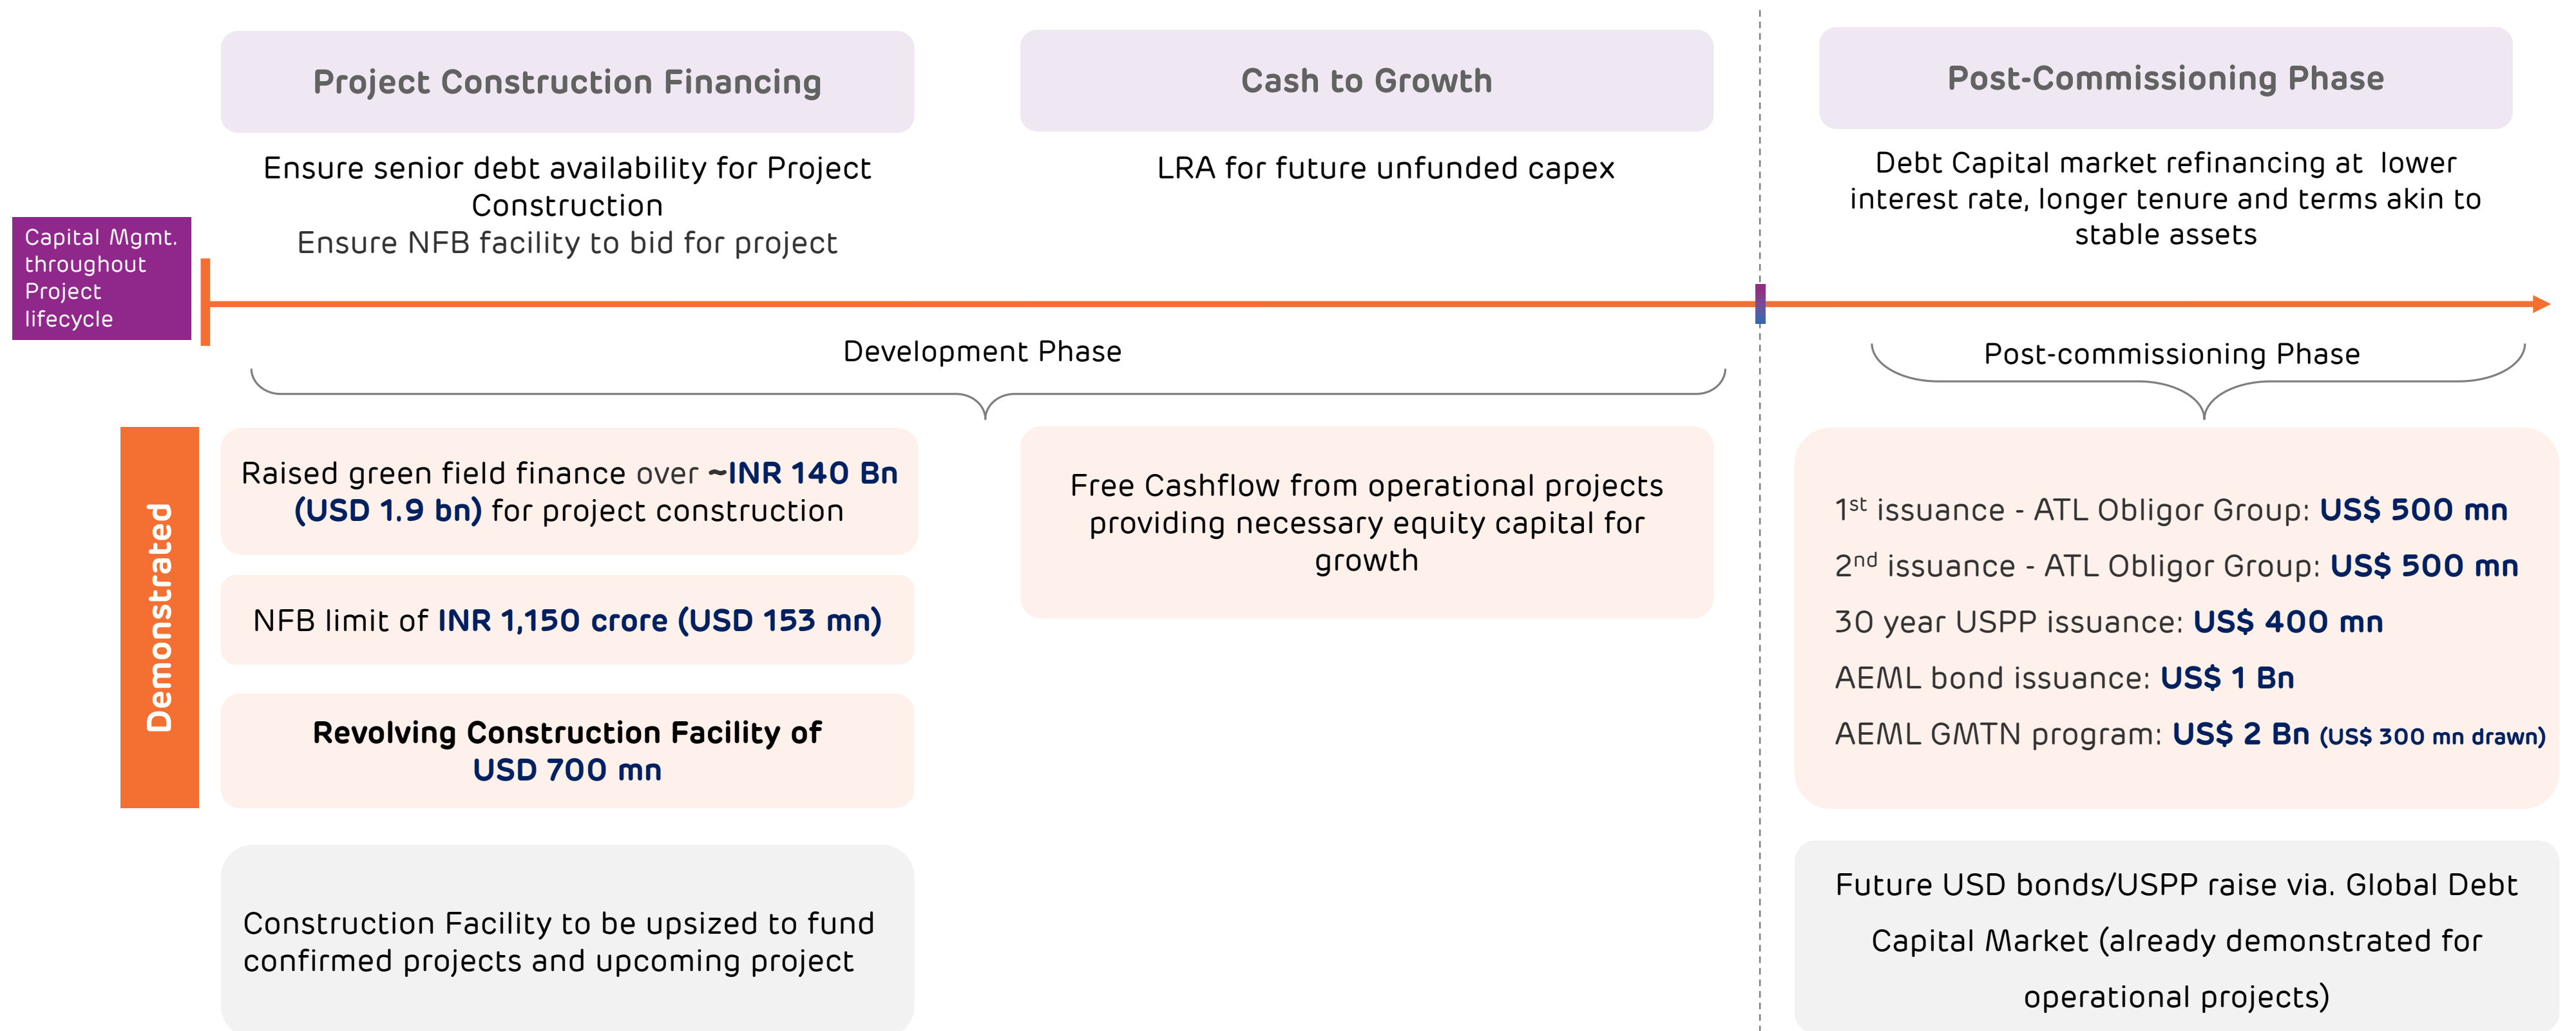 Project Construction Financing
Cash to Growth
Post-Commissioning Phase
Ensure senior debt availability for Project
Construction
Ensure NFB facility to bid for project
LRA for future unfunded capex
Debt Capital market refinancing at lower
interest rate, longer tenure and terms akin to
stable assets
Capital Mgmt.
throughout
Project
lifecycle
Development Phase
Post-commissioning Phase
Demonstrated
Raised green field finance over ~INR 140 Bn
(USD 1.9 bn) for project construction
NFB limit of INR 1,150 crore (USD 153 mn)
Revolving Construction Facility of
USD 700 mn
Free Cashflow from operational projects
providing necessary equity capital for
growth
1st issuance - ATL Obligor Group: US$ 500 mn
2nd issuance - ATL Obligor Group: US$ 500 mn
30 year USPP issuance: US$ 400 mn
AEML bond issuance: US$ 1 Bn
AEML GMTN program: US$ 2 Bn (US$ 300 mn drawn)
Construction Facility to be upsized to fund
confirmed projects and upcoming project
Future USD bonds/USPP raise via. Global Debt
Capital Market (already demonstrated for
operational projects)